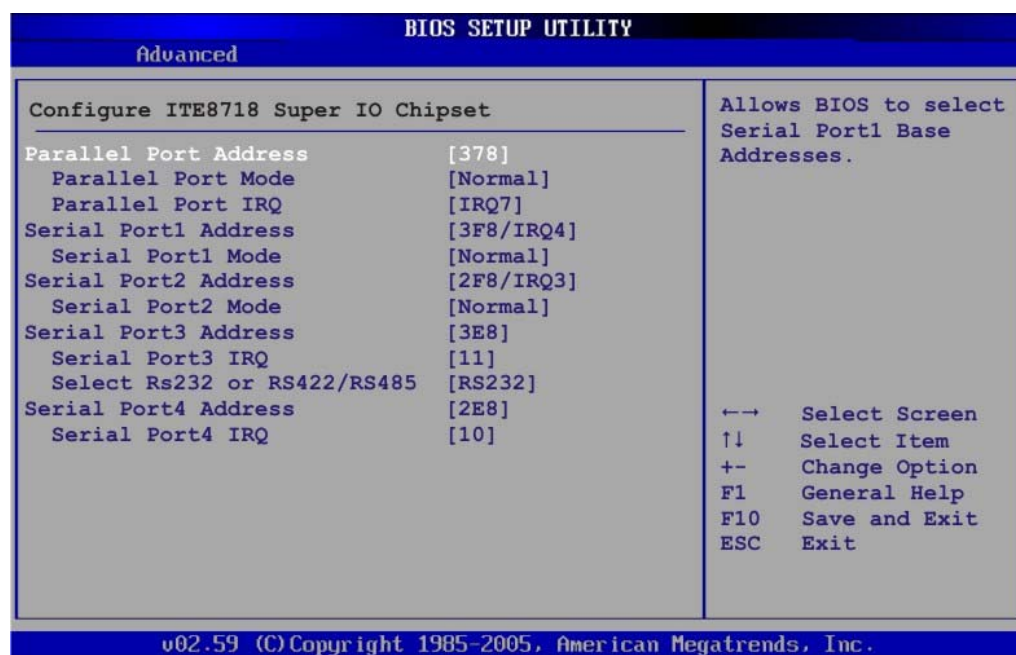 BIOS SETUP UTILITY
Advanced
Configure ITE8718 Super IO Chipset
Parallel Port Address [378]
Parallel Port Mode [Normal]
Parallel Port IRQ [IRQ7]
Serial Port1 Address [3F8/IRQ4]
Serial Port1 Mode [Normal]
Serial Port2 Address [2F8/IRQ3]
Serial Port2 Mode [Normal]
Serial Port3 Address [3E8]
Serial Port3 IRQ [11]
Select Rs232 or RS422/RS485 [RS232]
Serial Port4 Address [2E8]
Serial Port4 IRQ [10]
Allows BIOS to select
Serial Port1 Base
Addresses.
←→ Select Screen
↑↓ Select Item
+- Change Option
F1 General Help
F10 Save and Exit
ESC Exit
v02.59 (C)Copyright 1985-2005, American Megatrends, Inc.